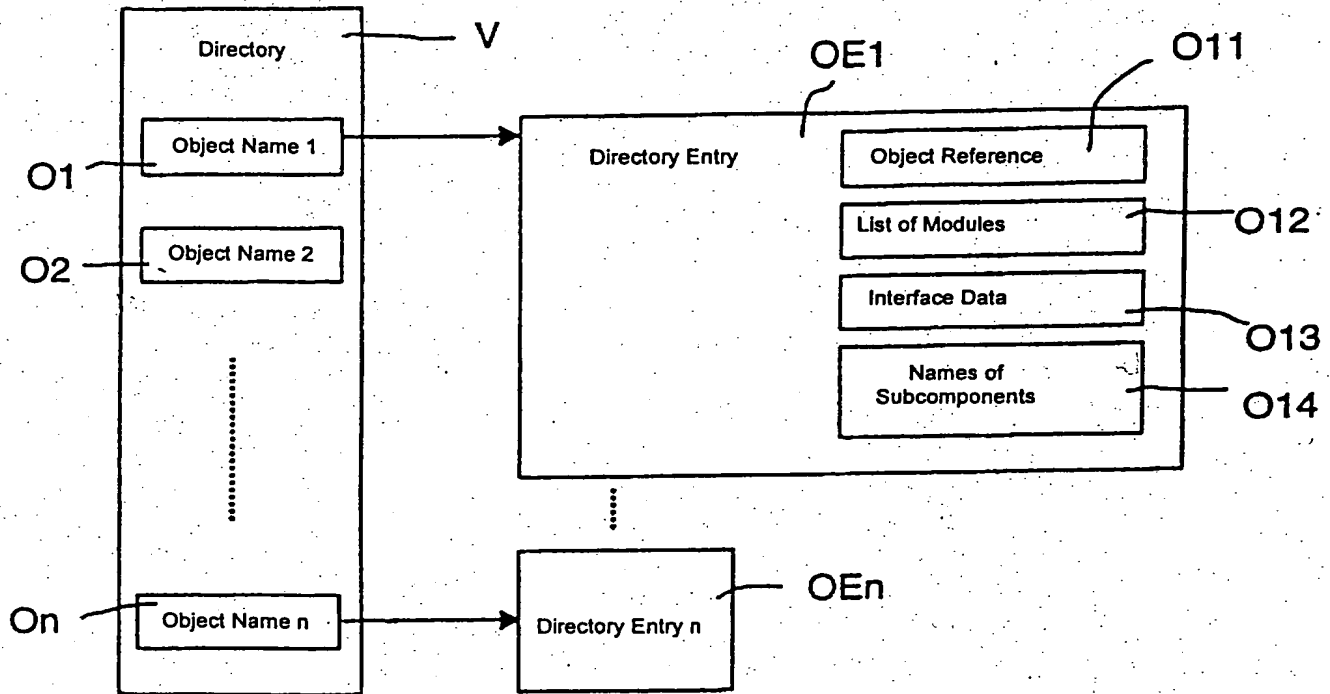 Directory
V
OE1
O11
Object Name 1
Directory Entry
Object Reference
O1
List of Modules
O12
Object Name 2
O2
Interface Data
O13
Names of
Subcomponents
O14
On
Object Name n
Directory Entry n
OEn